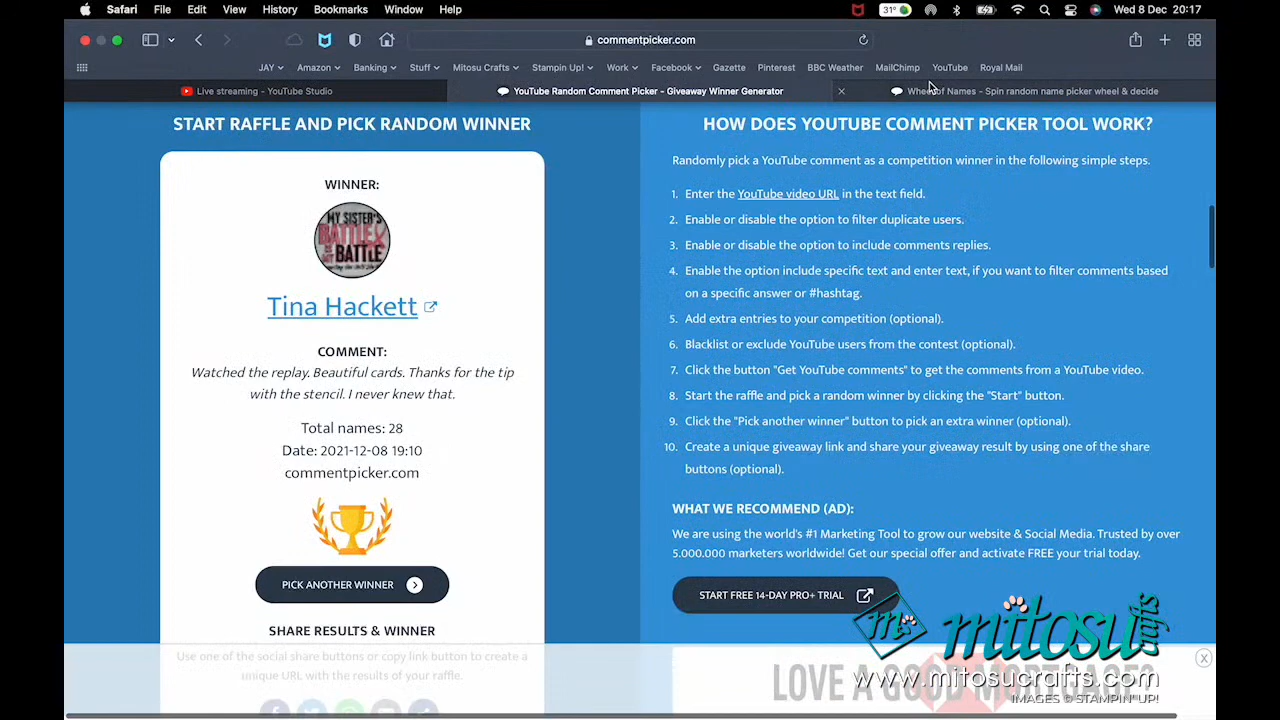 Safari File Edit View History Bookmarks Window Help 31° Wed 8 Dec 20:17
commentpicker.com
JAY Amazon Banking Stuff Mitosu Crafts Stampin Up! Work Facebook Gazette Pinterest BBC Weather MailChimp YouTube Royal Mail
Live streaming - YouTube Studio
YouTube Random Comment Picker - Giveaway Winner Generator
Wheel of Names - Spin random name picker wheel & decide
START RAFFLE AND PICK RANDOM WINNER
WINNER:
MY SISTER'S
BATTLE IS
MY BATTLE
Tina Hackett
COMMENT:
Watched the replay. Beautiful cards. Thanks for the tip
with the stencil. I never knew that.
Total names: 28
Date: 2021-12-08 19:10
commentpicker.com
PICK ANOTHER WINNER
SHARE RESULTS & WINNER
Use one of the social share buttons or copy link button to create a
unique URL with the results of your raffle.
HOW DOES YOUTUBE COMMENT PICKER TOOL WORK?
Randomly pick a YouTube comment as a competition winner in the following simple steps.
1. Enter the YouTube video URL in the text field.
2. Enable or disable the option to filter duplicate users.
3. Enable or disable the option to include comments replies.
4. Enable the option include specific text and enter text, if you want to filter comments based
on a specific answer or #hashtag.
5. Add extra entries to your competition (optional).
6. Blacklist or exclude YouTube users from the contest (optional).
7. Click the button "Get YouTube comments" to get the comments from a YouTube video.
8. Start the raffle and pick a random winner by clicking the "Start" button.
9. Click the "Pick another winner" button to pick an extra winner (optional).
10. Create a unique giveaway link and share your giveaway result by using one of the share
buttons (optional).
WHAT WE RECOMMEND (AD):
We are using the world's #1 Marketing Tool to grow our website & Social Media. Trusted by over
5.000.000 marketers worldwide! Get our special offer and activate FREE your trial today.
START FREE 14-DAY PRO+ TRIAL
mitosu crafts
LOVE A GOOD MORTGAGE?
www.mitosucrafts.com
IMAGES © STAMPIN' UP!
X